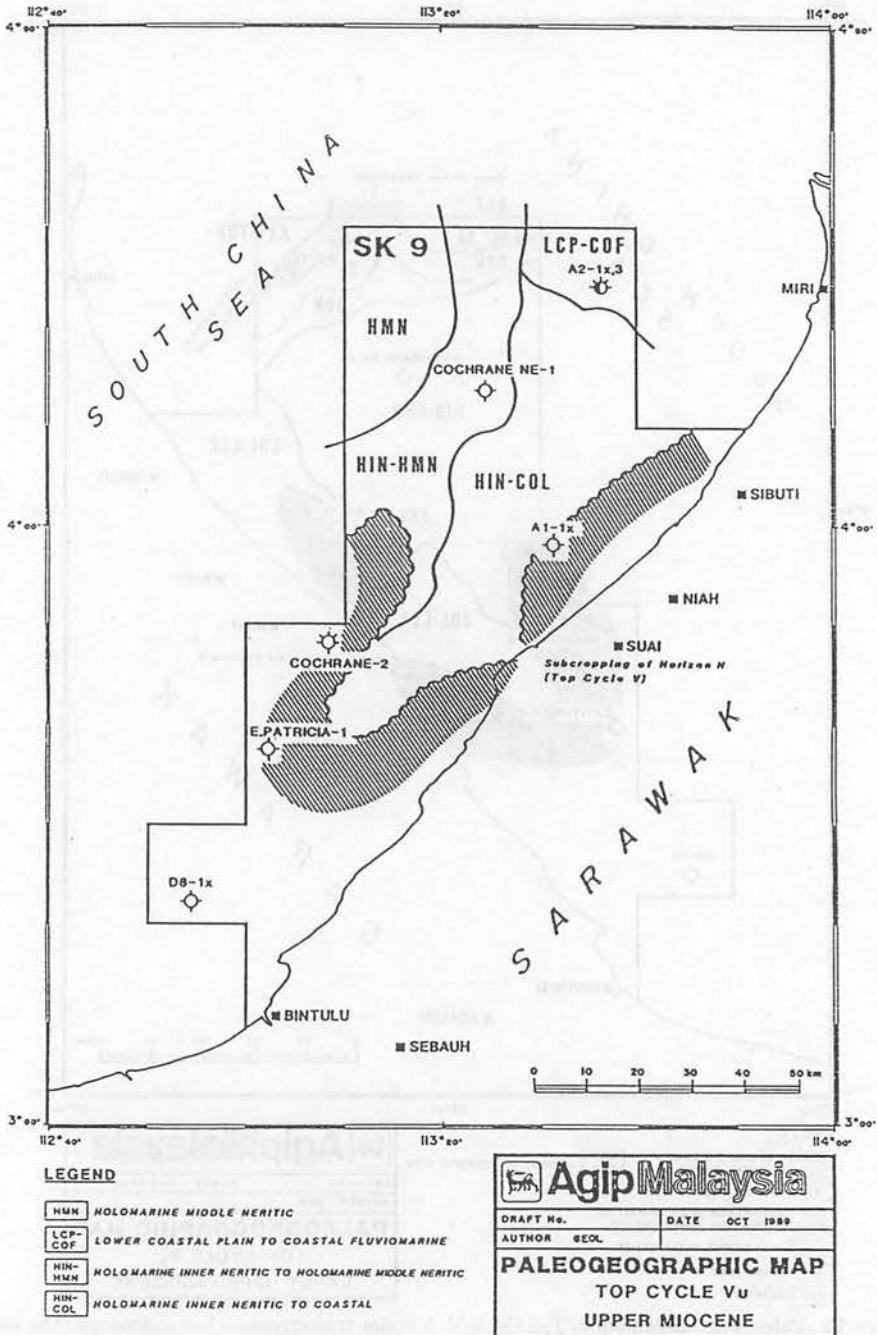 112° 40' 113° 20' 114° 00'
SOUTH CHINA SEA
SK 9
LCP-COF
A2-1x,3
MIRI
HMN
COCHRANE NE-1
HIN-HMN
HIN-COL
SIBUTI
4° 00' 4° 00'
A1-1x
NIAH
COCHRANE-2
SUAI
Subcropping of Horizon H
(Top Cycle V)
E.PATRICIA-1
SARAWAK
D8-1x
BINTULU
SEBAUH
0 10 20 30 40 50 km
3° 00' 3° 00'
112° 40' 113° 20' 114° 00'
LEGEND
HMN HOLOMARINE MIDDLE NERITIC
LCP-COF LOWER COASTAL PLAIN TO COASTAL FLUVIOMARINE
HIN-HMN HOLOMARINE INNER NERITIC TO HOLOMARINE MIDDLE NERITIC
HIN-COL HOLOMARINE INNER NERITIC TO COASTAL
Agip Malaysia
DRAFT No. DATE OCT 1989
AUTHOR GEOL
PALEOGEOGRAPHIC MAP
TOP CYCLE Vu
UPPER MIOCENE